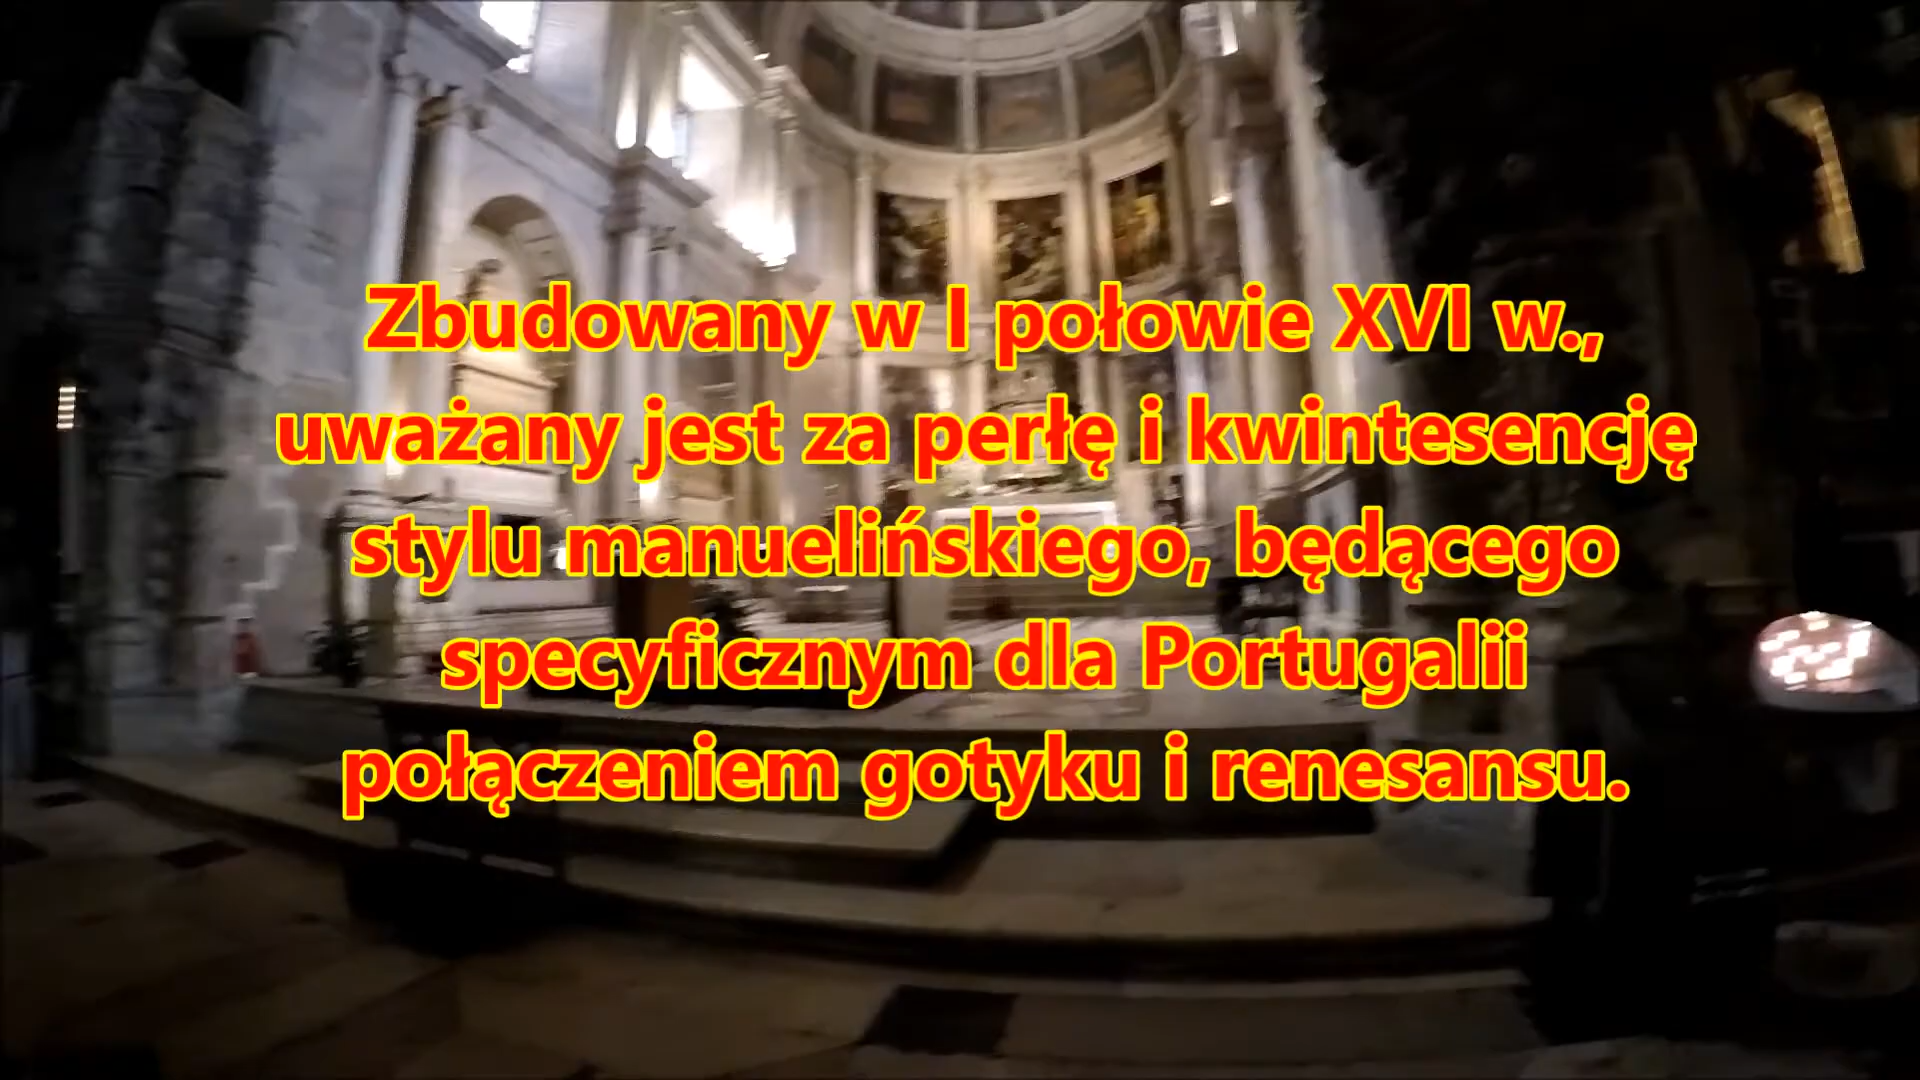 Zbudowany w I połowie XVI w.,
uważany jest za perłę i kwintesencję
stylu manuelińskiego, będącego
specyficznym dla Portugalii
połączeniem gotyku i renesansu.